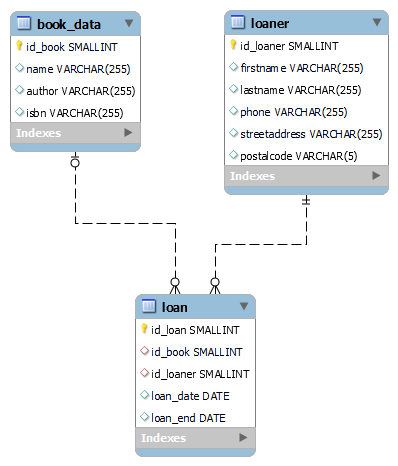 book_data
id_book SMALLINT
name VARCHAR(255)
author VARCHAR(255)
isbn VARCHAR(255)
Indexes
loaner
id_loaner SMALLINT
firstname VARCHAR(255)
lastname VARCHAR(255)
phone VARCHAR(255)
streetaddress VARCHAR(255)
postalcode VARCHAR(5)
Indexes
loan
id_loan SMALLINT
id_book SMALLINT
id_loaner SMALLINT
loan_date DATE
loan_end DATE
Indexes